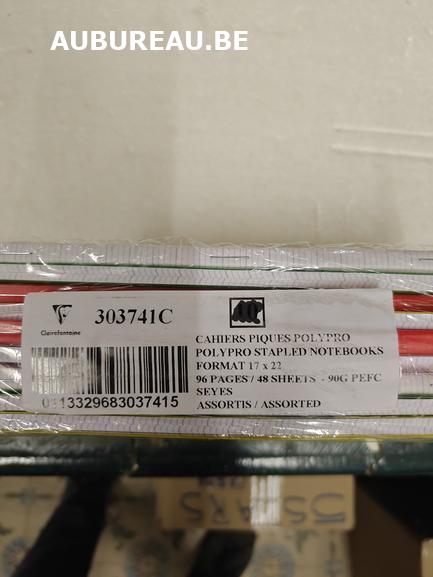 AUBUREAU.BE
Clairefontaine
303741C
10
CAHIERS PIQUES POLYPRO
POLYPRO STAPLED NOTEBOOKS
FORMAT 17 x 22
96 PAGES / 48 SHEETS - 90G PEFC
SEYES
ASSORTIS / ASSORTED
3329683037415